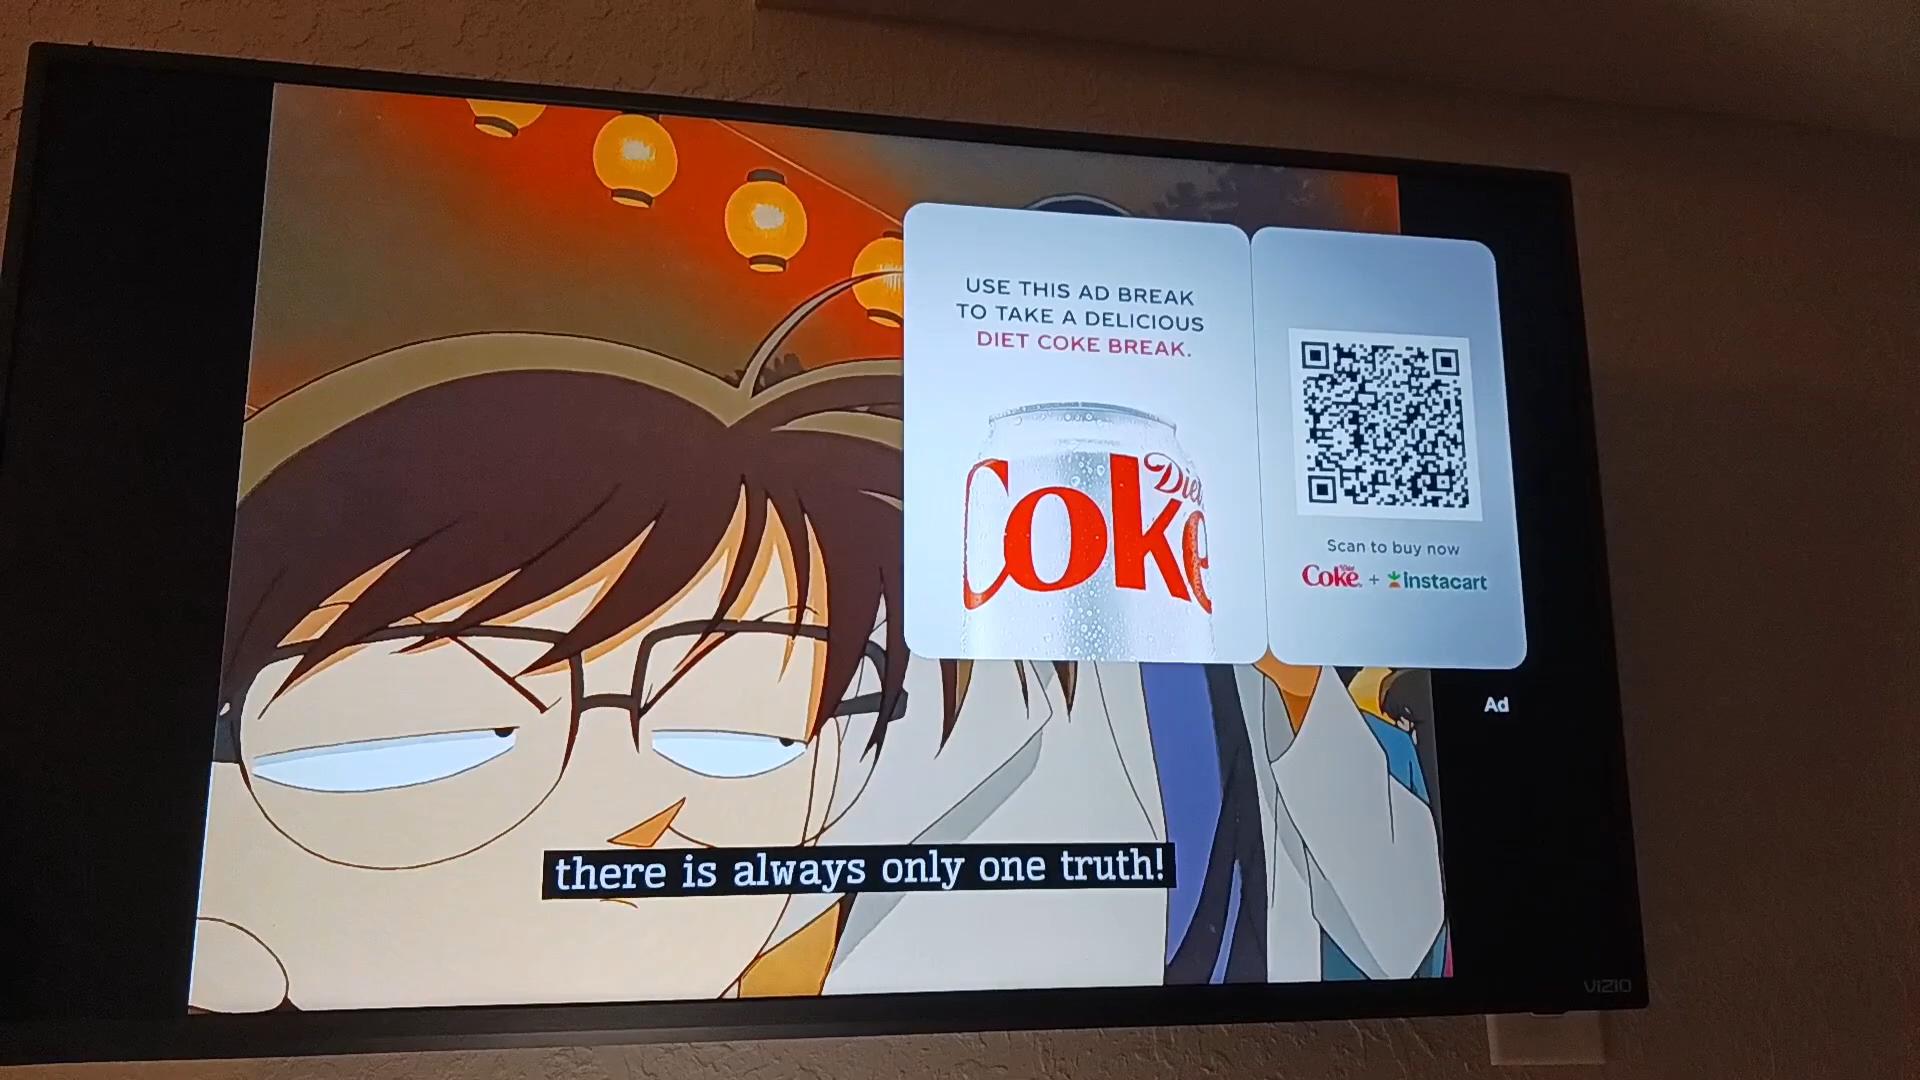 USE THIS AD BREAK
TO TAKE A DELICIOUS
DIET COKE BREAK.
Diet
Coke
Scan to buy now
Diet Coke + instacart
Ad
there is always only one truth!
VIZIO